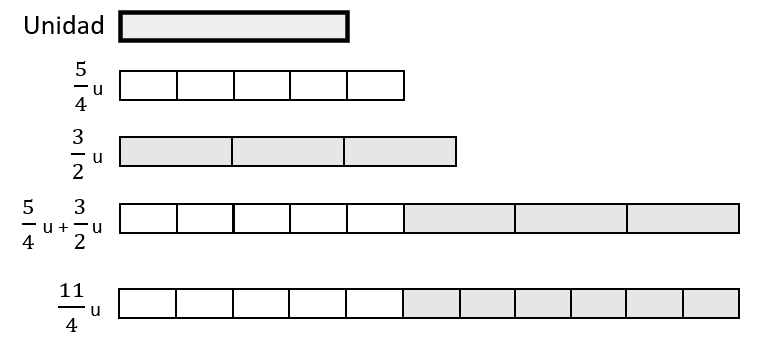 Unidad
5/4 u
3/2 u
5/4 u + 3/2 u
11/4 u